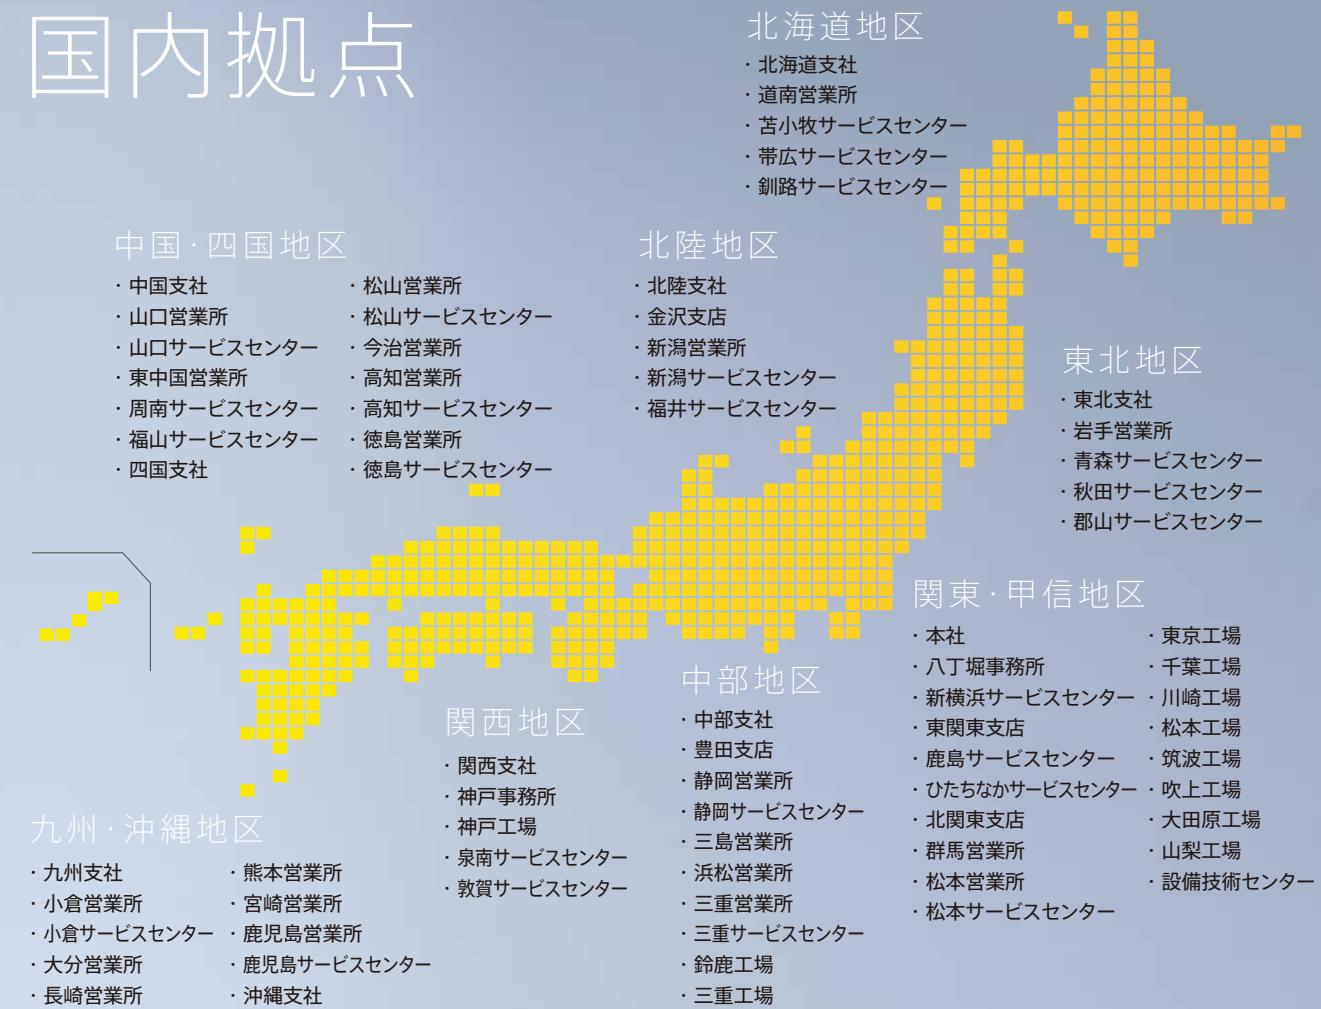 国内拠点
北海道地区
・北海道支社
・道南営業所
・苫小牧サービスセンター
・帯広サービスセンター
・釧路サービスセンター
中国・四国地区
・中国支社
・山口営業所
・山口サービスセンター
・東中国営業所
・周南サービスセンター
・福山サービスセンター
・四国支社
・松山営業所
・松山サービスセンター
・今治営業所
・高知営業所
・高知サービスセンター
・徳島営業所
・徳島サービスセンター
北陸地区
・北陸支社
・金沢支店
・新潟営業所
・新潟サービスセンター
・福井サービスセンター
東北地区
・東北支社
・岩手営業所
・青森サービスセンター
・秋田サービスセンター
・郡山サービスセンター
関東・甲信地区
・本社
・八丁堀事務所
・新横浜サービスセンター
・東関東支店
・鹿島サービスセンター
・ひたちなかサービスセンター
・北関東支店
・群馬営業所
・松本営業所
・松本サービスセンター
・東京工場
・千葉工場
・川崎工場
・松本工場
・筑波工場
・吹上工場
・大田原工場
・山梨工場
・設備技術センター
中部地区
・中部支社
・豊田支店
・静岡営業所
・静岡サービスセンター
・三島営業所
・浜松営業所
・三重営業所
・三重サービスセンター
・鈴鹿工場
・三重工場
関西地区
・関西支社
・神戸事務所
・神戸工場
・泉南サービスセンター
・敦賀サービスセンター
九州・沖縄地区
・九州支社
・小倉営業所
・小倉サービスセンター
・大分営業所
・長崎営業所
・熊本営業所
・宮崎営業所
・鹿児島営業所
・鹿児島サービスセンター
・沖縄支社